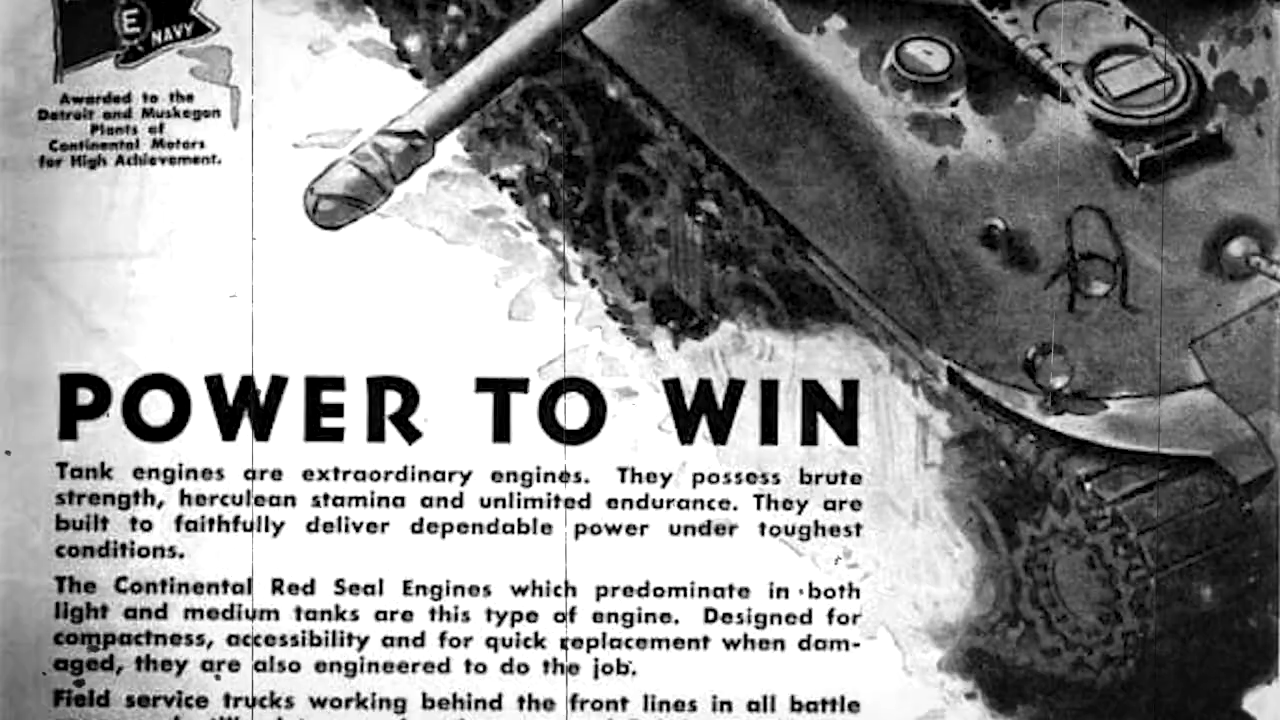 E
NAVY
Awarded to the
Detroit and Muskegon
Plants of
Continental Motors
for High Achievement.
POWER TO WIN
Tank engines are extraordinary engines. They possess brute
strength, herculean stamina and unlimited endurance. They are
built to faithfully deliver dependable power under toughest
conditions.
The Continental Red Seal Engines which predominate in both
light and medium tanks are this type of engine. Designed for
compactness, accessibility and for quick replacement when dam-
aged, they are also engineered to do the job.
Field service trucks working behind the front lines in all battle